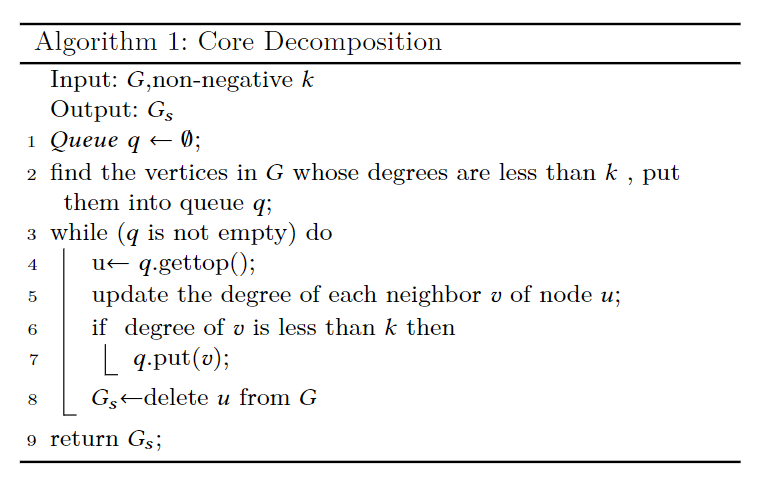 Algorithm 1: Core Decomposition
Input: G,non-negative k
Output: Gₛ
1 Queue q ← ∅;
2 find the vertices in G whose degrees are less than k , put
them into queue q;
3 while (q is not empty) do
4 u← q.gettop();
5 update the degree of each neighbor v of node u;
6 if degree of v is less than k then
7 q.put(v);
8 Gₛ←delete u from G
9 return Gₛ;